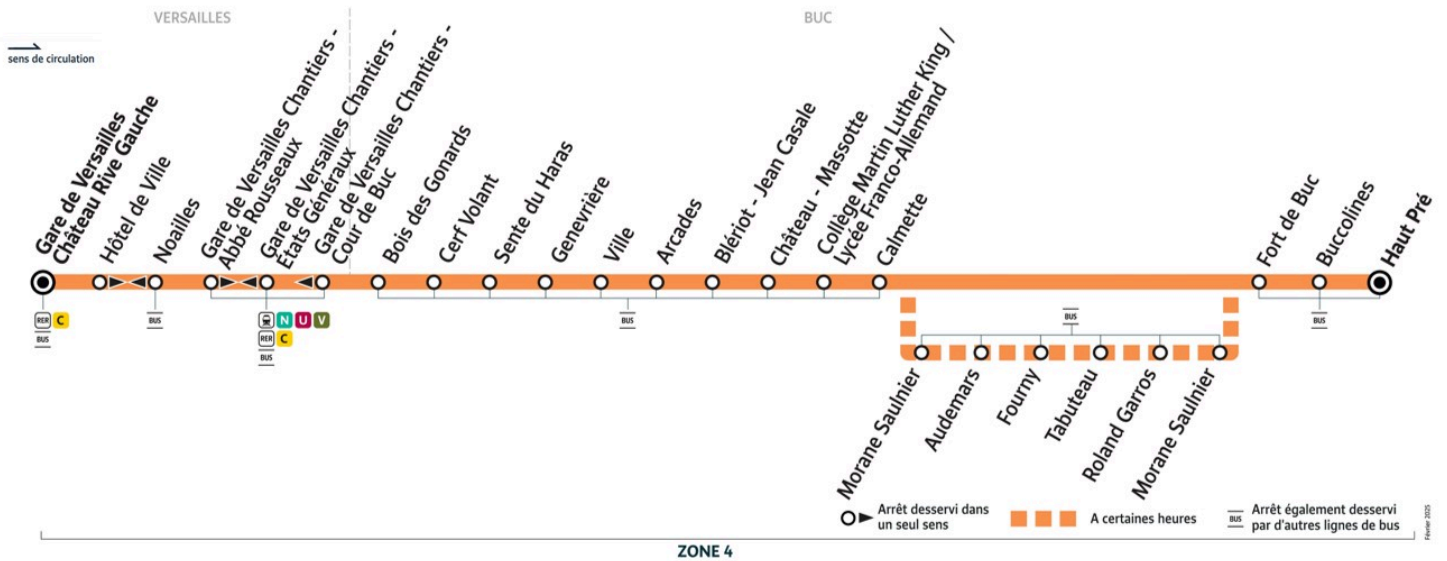 VERSAILLES
BUC
sens de circulation
Gare de Versailles
Château Rive Gauche
Hôtel de Ville
Noailles
Gare de Versailles Chantiers -
Abbé Rousseaux
Gare de Versailles Chantiers -
États Généraux
Gare de Versailles Chantiers -
Cour de Buc
Bois des Gonards
Cerf Volant
Sente du Haras
Genevrière
Ville
Arcades
Blériot - Jean Casale
Château - Massotte
Collège Martin Luther King /
Lycée Franco-Allemand
Calmette
Fort de Buc
Buccolines
Haut Pré
RER C
BUS
BUS
N U V
RER C
BUS
BUS
BUS
BUS
Morane Saulnier
Audemars
Fourny
Tabuteau
Roland Garros
Morane Saulnier
Arrêt desservi dans
un seul sens
A certaines heures
BUS
Arrêt également desservi
par d'autres lignes de bus
Février 2025
ZONE 4